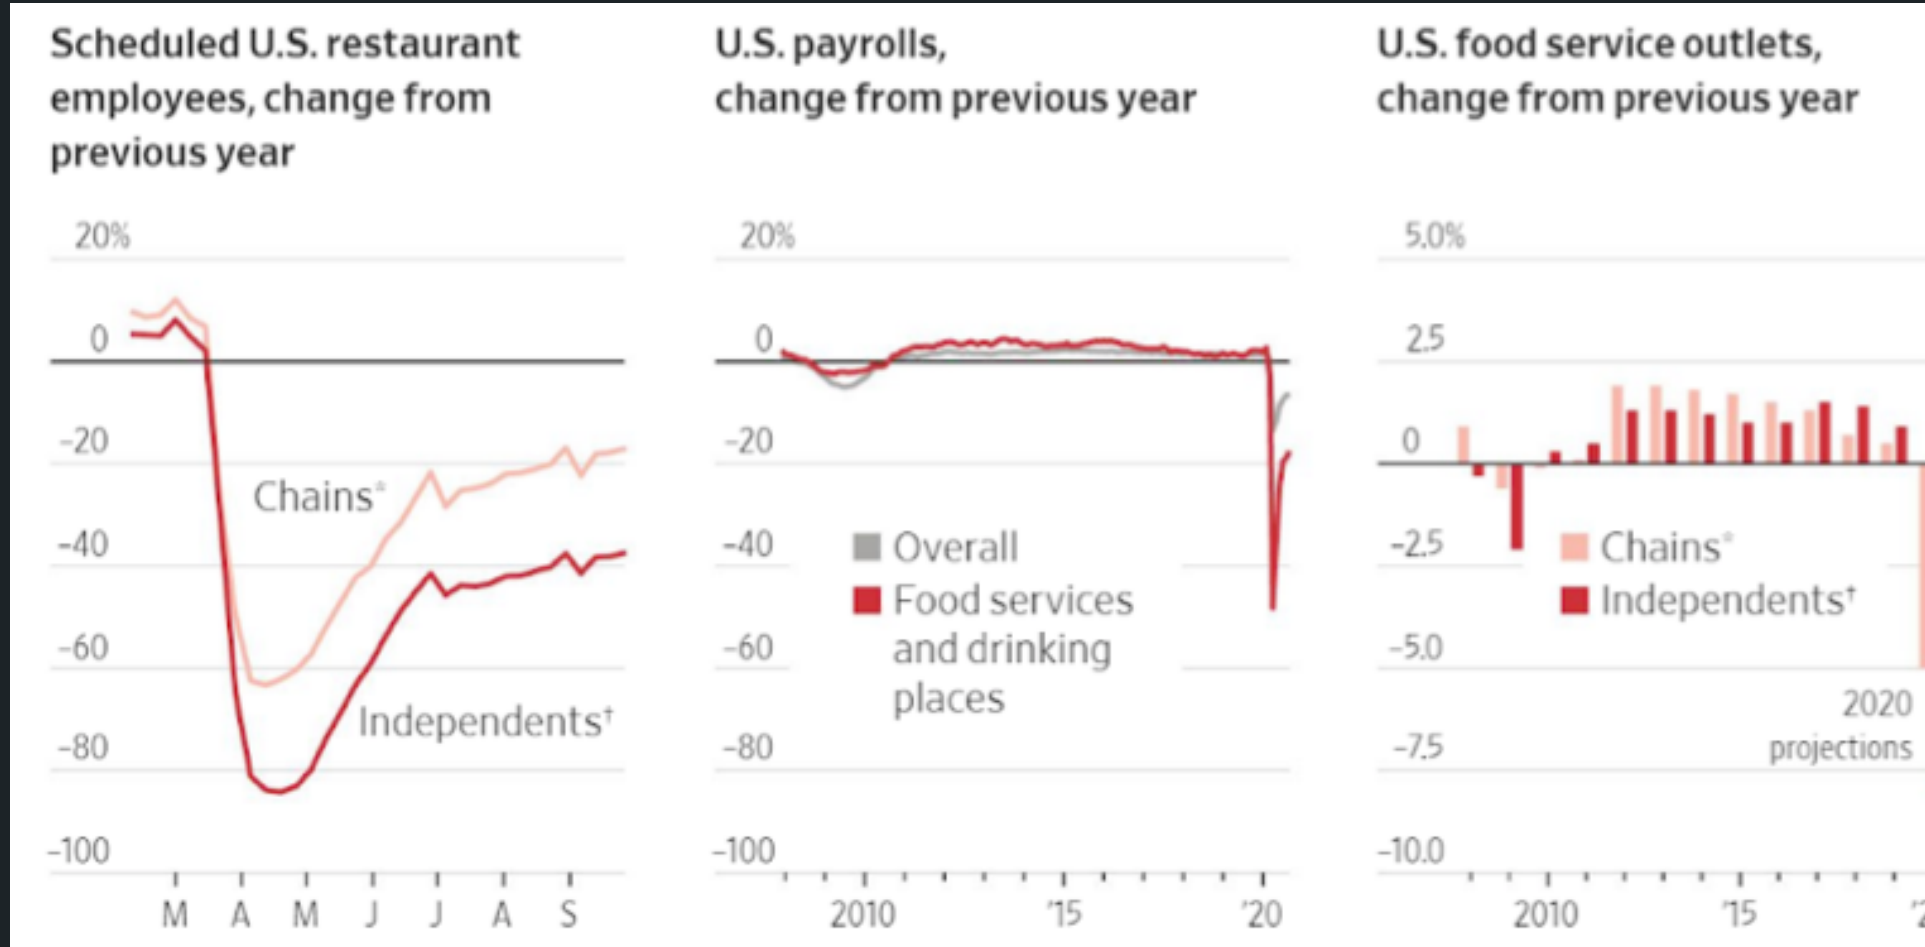 Scheduled U.S. restaurant
employees, change from
previous year
20%
0
–20
–40
–60
–80
–100
Chains*
Independents†
M A M J J A S
U.S. payrolls,
change from previous year
20%
0
–20
–40
–60
–80
–100
Overall
Food services
and drinking
places
2010 ’15 ’20
U.S. food service outlets,
change from previous year
5.0%
2.5
0
–2.5
–5.0
–7.5
–10.0
Chains*
Independents†
2020
projections
2010 ’15